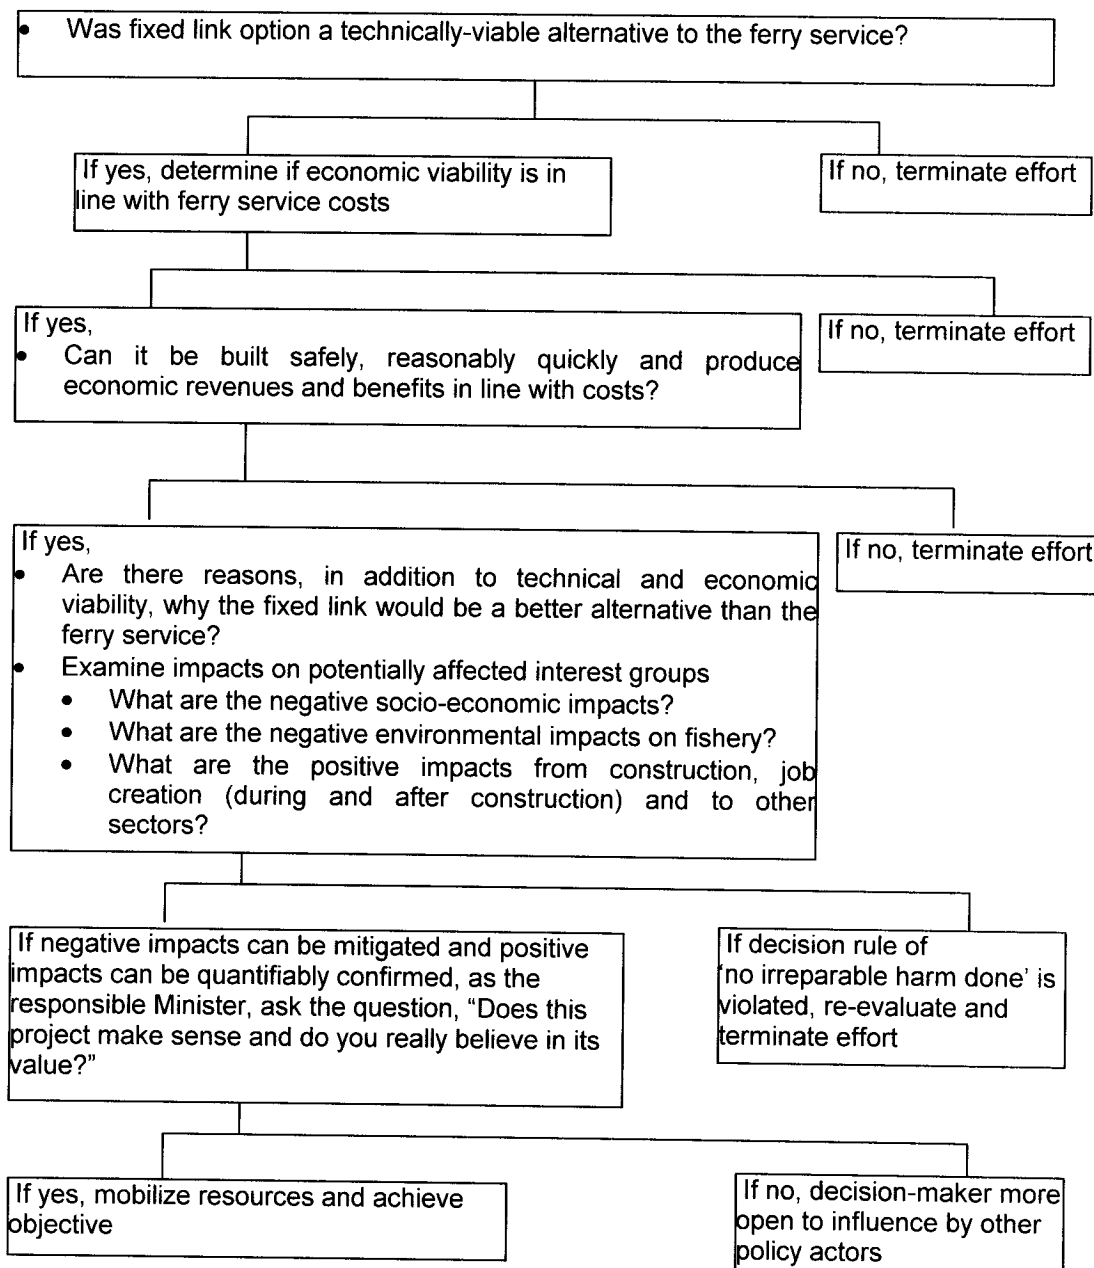 • Was fixed link option a technically-viable alternative to the ferry service?
If yes, determine if economic viability is in
line with ferry service costs
If no, terminate effort
If yes,
• Can it be built safely, reasonably quickly and produce
economic revenues and benefits in line with costs?
If no, terminate effort
If yes,
• Are there reasons, in addition to technical and economic
viability, why the fixed link would be a better alternative than the
ferry service?
• Examine impacts on potentially affected interest groups
• What are the negative socio-economic impacts?
• What are the negative environmental impacts on fishery?
• What are the positive impacts from construction, job
creation (during and after construction) and to other
sectors?
If no, terminate effort
If negative impacts can be mitigated and positive
impacts can be quantifiably confirmed, as the
responsible Minister, ask the question, “Does this
project make sense and do you really believe in its
value?”
If decision rule of
‘no irreparable harm done’ is
violated, re-evaluate and
terminate effort
If yes, mobilize resources and achieve
objective
If no, decision-maker more
open to influence by other
policy actors